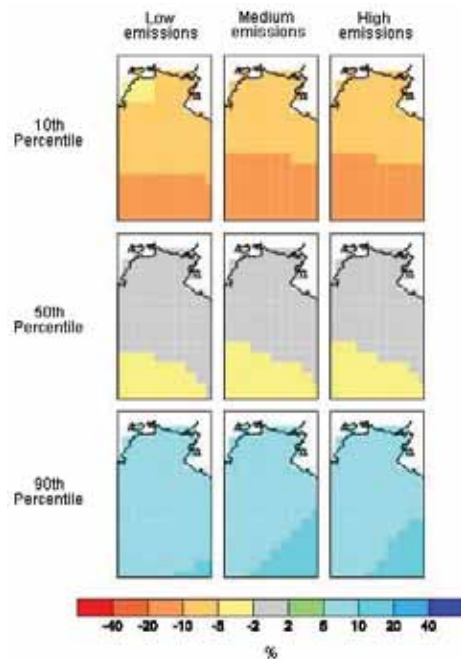 Low emissions
Medium emissions
High emissions
10th Percentile
50th Percentile
90th Percentile
-40 -20 -10 -5 -2 2 5 10 20 40
%